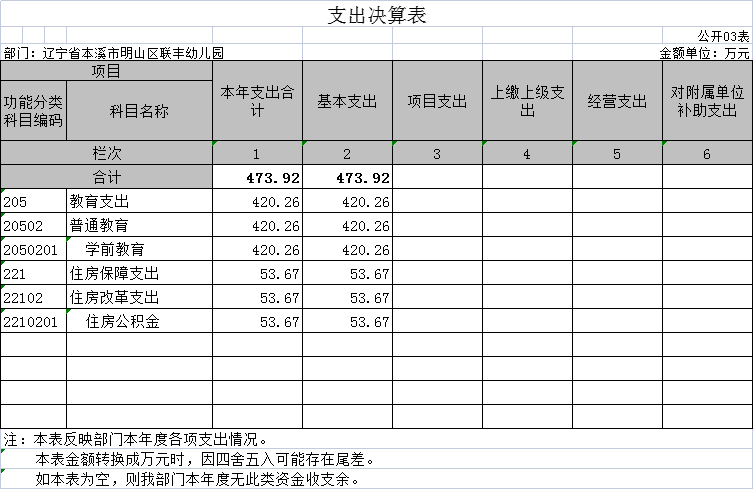 支出决算表
公开03表
部门：辽宁省本溪市明山区联丰幼儿园 金额单位：万元
项目 本年支出合计 基本支出 项目支出 上缴上级支出 经营支出 对附属单位补助支出
功能分类科目编码 科目名称
栏次 1 2 3 4 5 6
合计 473.92 473.92
205 教育支出 420.26 420.26
20502 普通教育 420.26 420.26
2050201 学前教育 420.26 420.26
221 住房保障支出 53.67 53.67
22102 住房改革支出 53.67 53.67
2210201 住房公积金 53.67 53.67
注：本表反映部门本年度各项支出情况。
本表金额转换成万元时，因四舍五入可能存在尾差。
如本表为空，则我部门本年度无此类资金收支余。